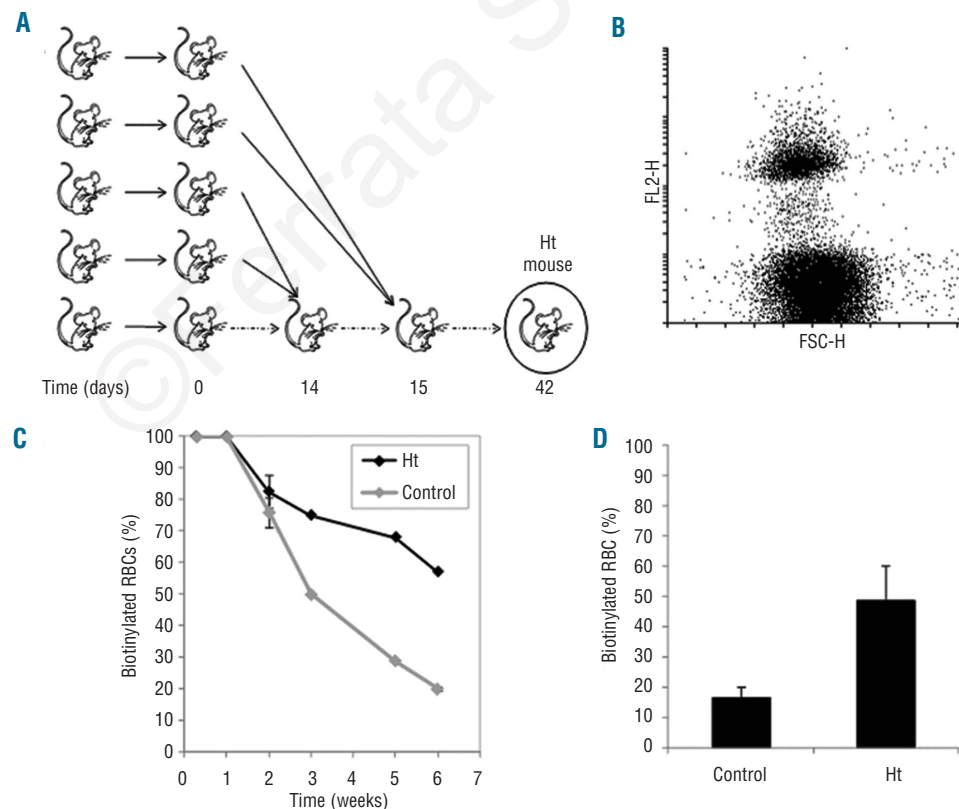 A
Ht
mouse
Time (days) 0 14 15 42
B
FL2-H
FSC-H
C
Biotinylated RBCs (%)
100
90
80
70
60
50
40
30
20
10
0
Ht
Control
0 1 2 3 4 5 6 7
Time (weeks)
D
Biotinylated RBC (%)
100
90
80
70
60
50
40
30
20
10
0
Control Ht
©Ferrata S